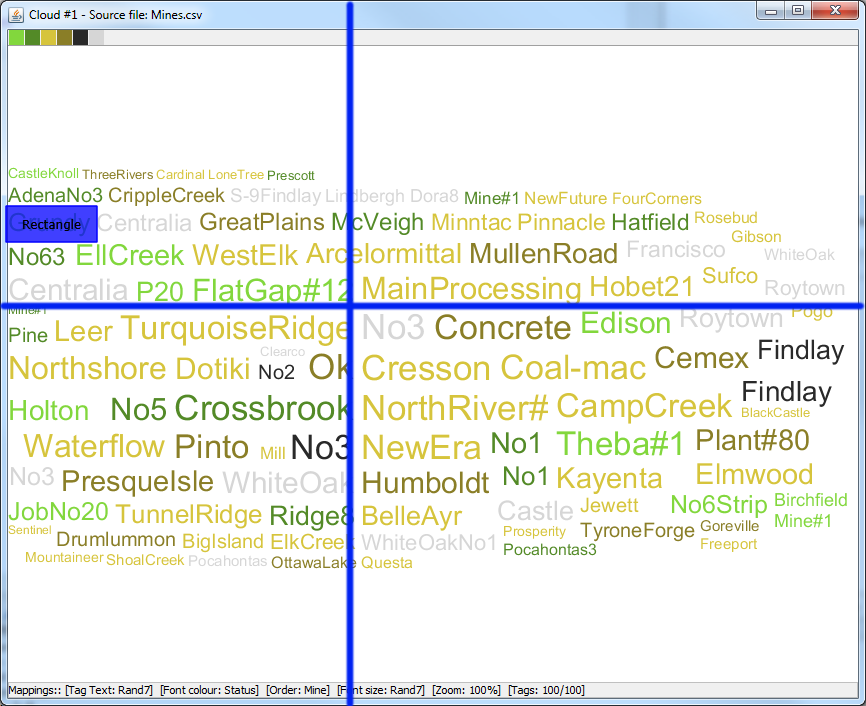 Cloud #1 - Source file: Mines.csv
CastleKnoll ThreeRivers Cardinal LoneTree Prescott
AdenaNo3 CrippleCreek S-9Findlay Lindbergh Dora8 Mine#1 NewFuture FourCorners
Rectangle Centralia GreatPlains McVeigh Minntac Pinnacle Hatfield Rosebud
Gibson
No63 EllCreek WestElk Arcelormittal MullenRoad Francisco WhiteOak
Centralia P20 FlatGap#12 MainProcessing Hobet21 Sufco Roytown
Mine#1 Pine Leer TurquoiseRidge No3 Concrete Edison Roytown Pogo
Northshore Dotiki Clearco No2 Ok Cresson Coal-mac Cemex Findlay
Holton No5 Crossbrook NorthRiver# CampCreek Findlay BlackCastle
Waterflow Pinto Mill No3 NewEra No1 Theba#1 Plant#80
No3 PresqueIsle WhiteOak Humboldt No1 Kayenta Elmwood
JobNo20 TunnelRidge Ridge8 BelleAyr Castle Jewett No6Strip Birchfield
Mine#1
Sentinel Drumlummon BigIsland ElkCreek WhiteOakNo1 Prosperity TyroneForge Goreville
Freeport
Mountaineer ShoalCreek Pocahontas OttawaLake Questa Pocahontas3
Mappings:: [Tag Text: Rand7] [Font colour: Status] [Order: Mine] [Font size: Rand7] [Zoom: 100%] [Tags: 100/100]